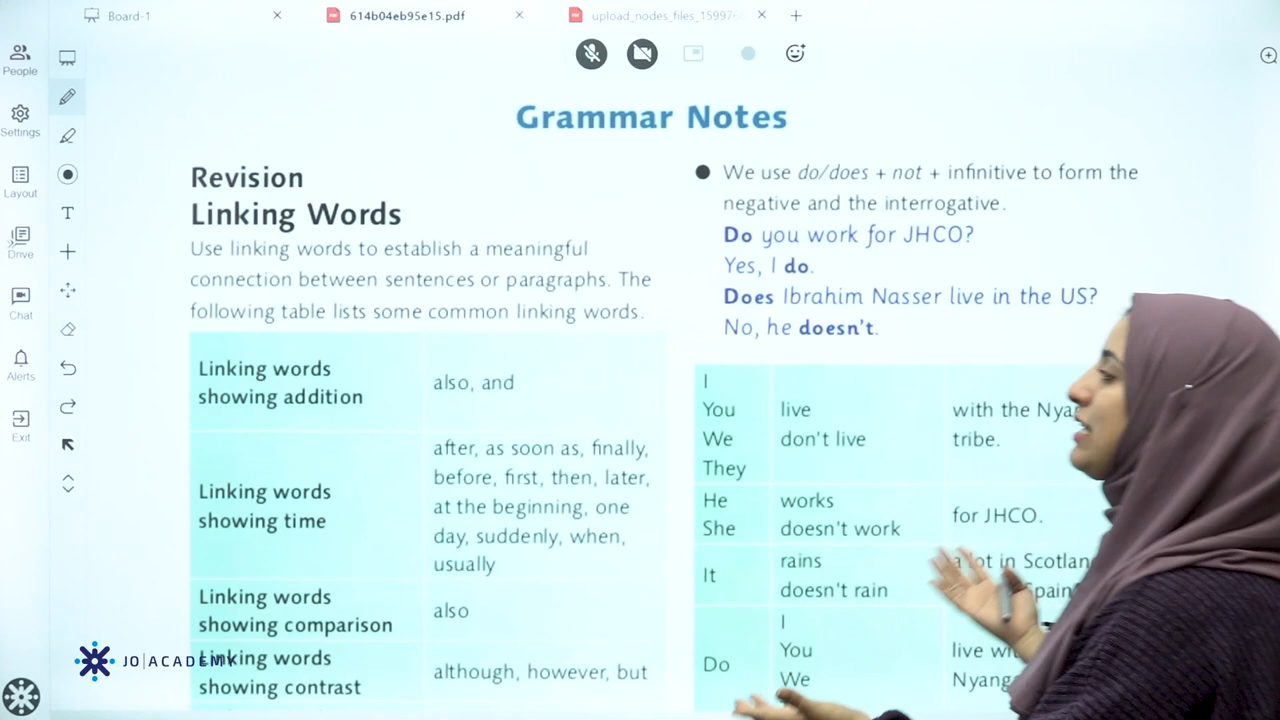 Board-1
614b04eb95e15.pdf
upload_nodes_files_15997
People
Settings
Layout
Drive
Chat
Alerts
Exit
Grammar Notes
Revision
Linking Words
Use linking words to establish a meaningful
connection between sentences or paragraphs. The
following table lists some common linking words.
Linking words
showing addition
also, and
Linking words
showing time
after, as soon as, finally,
before, first, then, later,
at the beginning, one
day, suddenly, when,
usually
Linking words
showing comparison
also
Linking words
showing contrast
although, however, but
JO|ACADEMY
We use do/does + not + infinitive to form the
negative and the interrogative.
Do you work for JHCO?
Yes, I do.
Does Ibrahim Nasser live in the US?
No, he doesn't.
I
You
We
They
live
don't live
with the
tribe.
He
She
works
doesn't work
for JHCO.
It
rains
doesn't rain
a lot in
Do
I
You
We
live